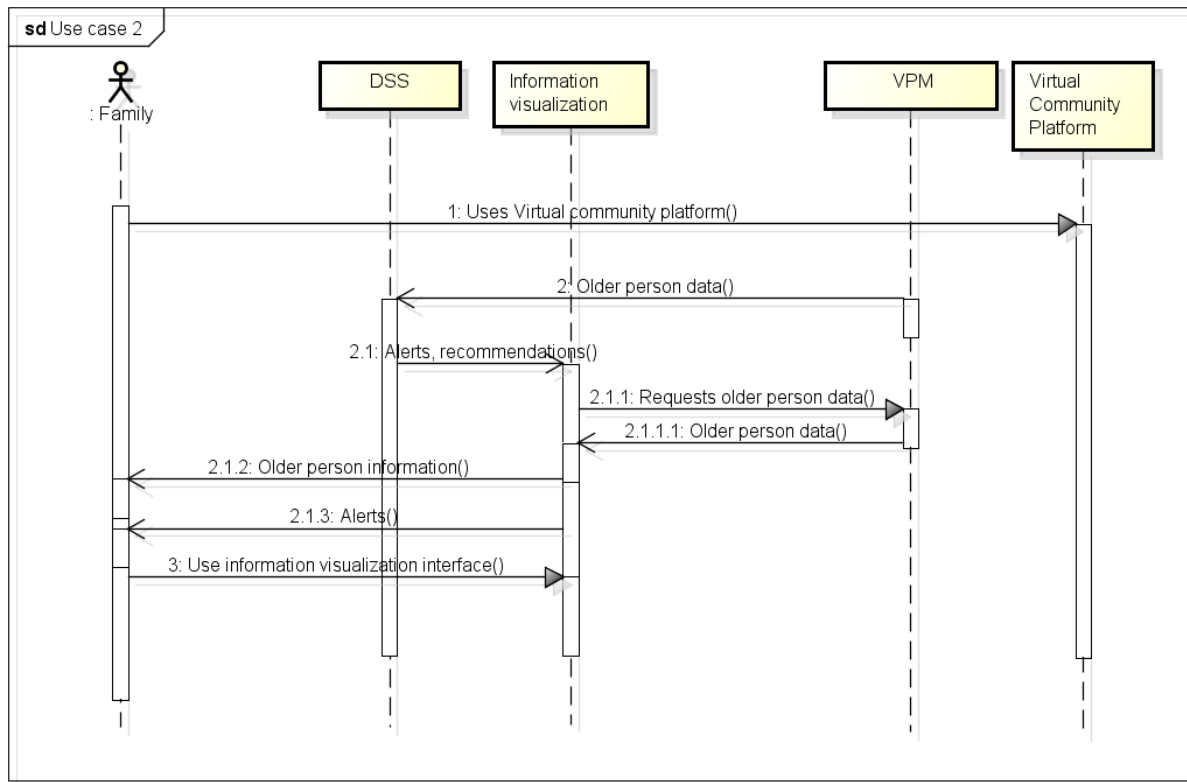 sd Use case 2
: Family
DSS
Information
visualization
VPM
Virtual
Community
Platform
1: Uses Virtual community platform()
2: Older person data()
2.1: Alerts, recommendations()
2.1.1: Requests older person data()
2.1.1.1: Older person data()
2.1.2: Older person information()
2.1.3: Alerts()
3: Use information visualization interface()